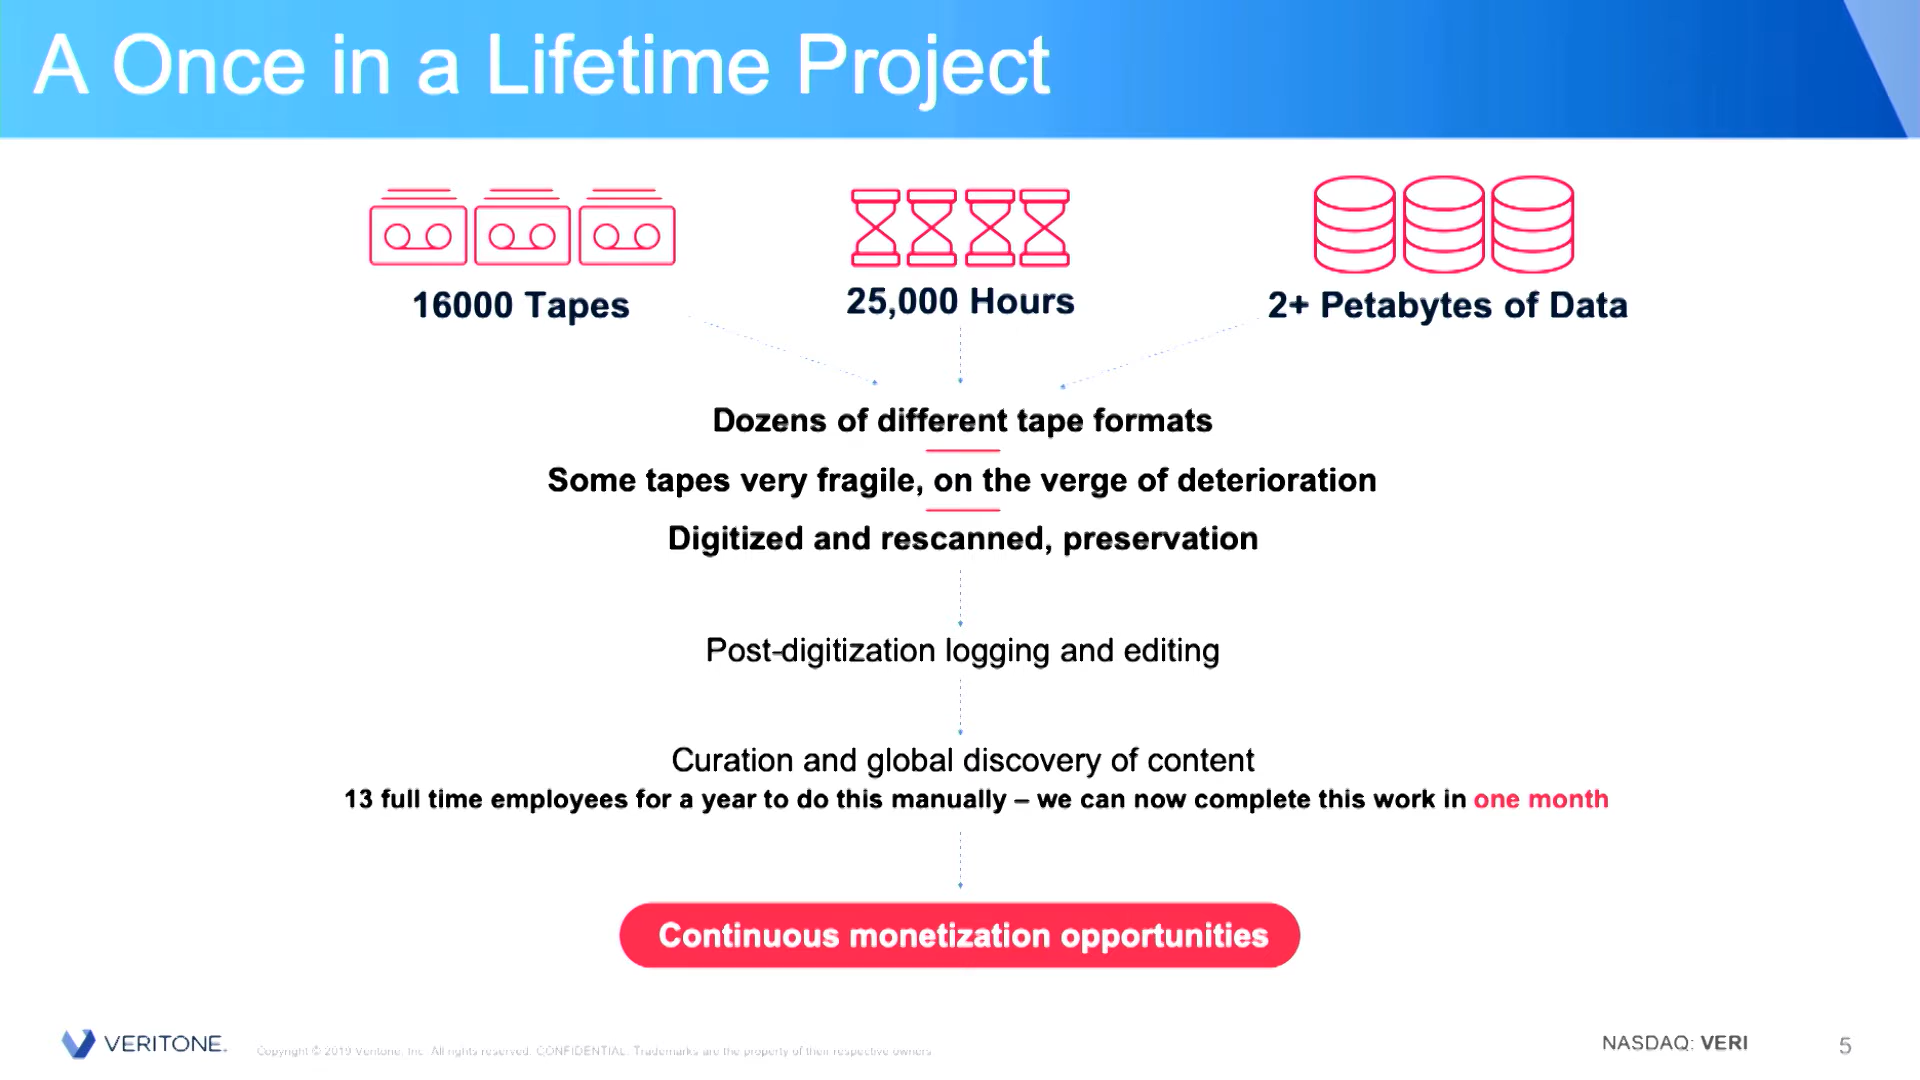 A Once in a Lifetime Project
16000 Tapes
25,000 Hours
2+ Petabytes of Data
Dozens of different tape formats
Some tapes very fragile, on the verge of deterioration
Digitized and rescanned, preservation
Post-digitization logging and editing
Curation and global discovery of content
13 full time employees for a year to do this manually – we can now complete this work in one month
Continuous monetization opportunities
VERITONE.
Copyright © 2019 Veritone, Inc. All rights reserved. CONFIDENTIAL. Trademarks are the property of their respective owners
NASDAQ: VERI
5